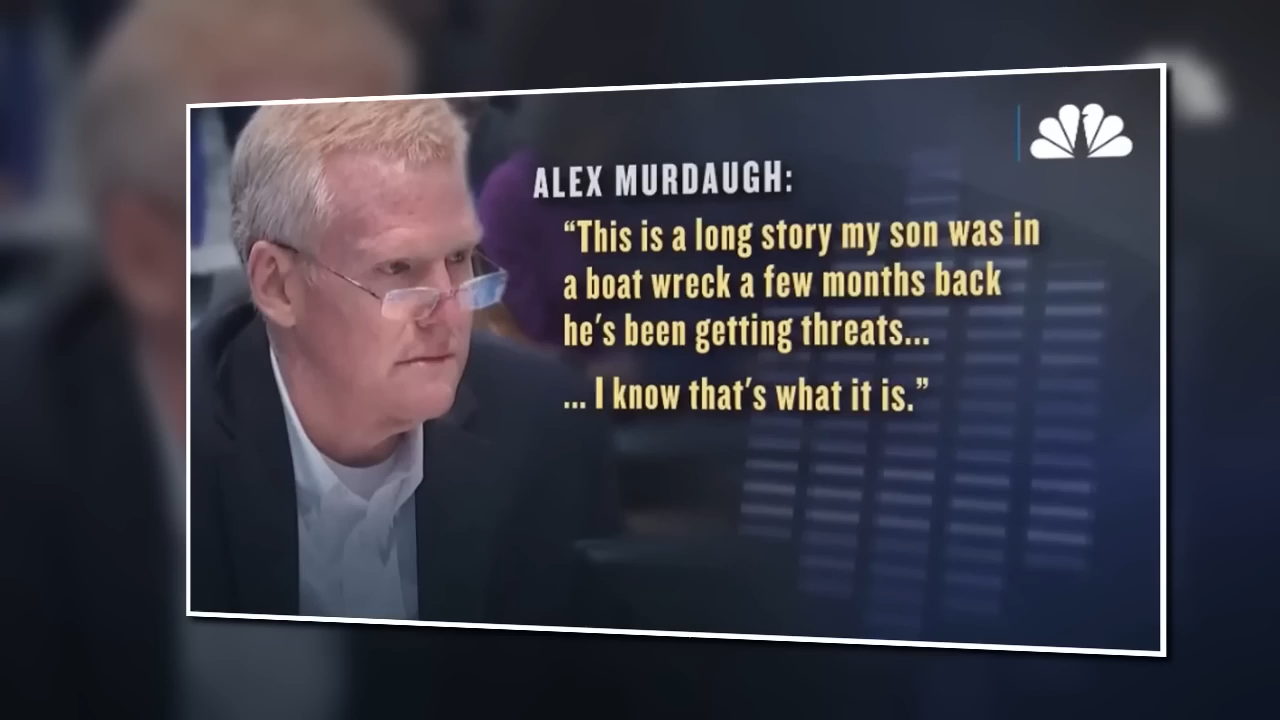 ALEX MURDAUGH:
“This is a long story my son was in
a boat wreck a few months back
he's been getting threats...
... I know that's what it is.”